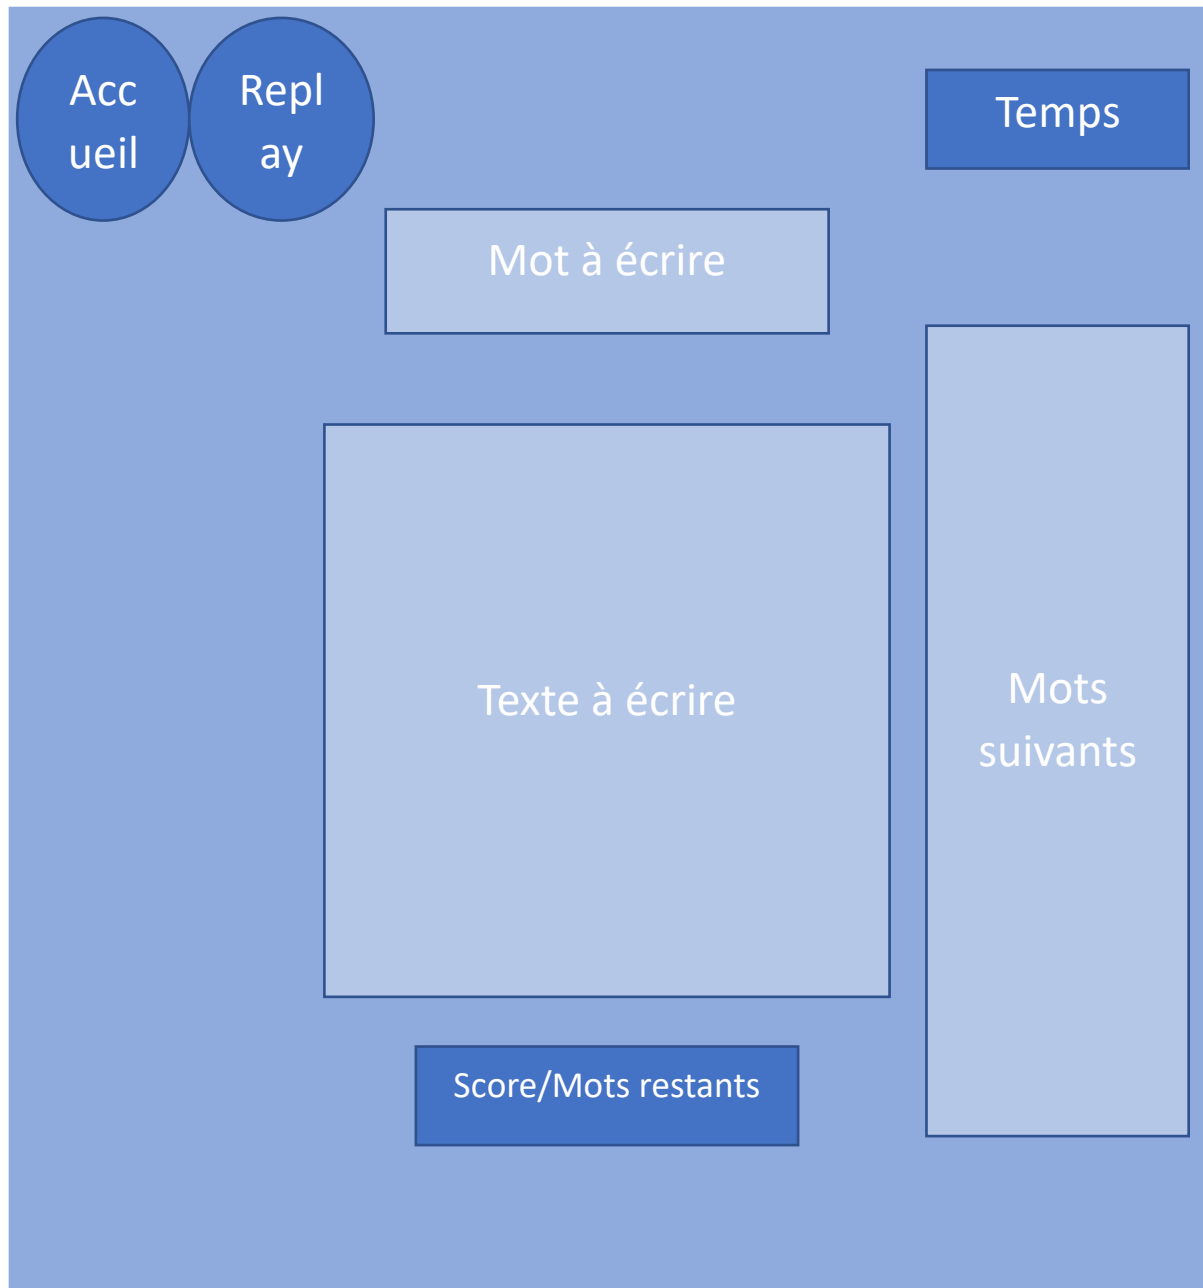 Acc
ueil
Repl
ay
Temps
Mot à écrire
Texte à écrire
Mots
suivants
Score/Mots restants